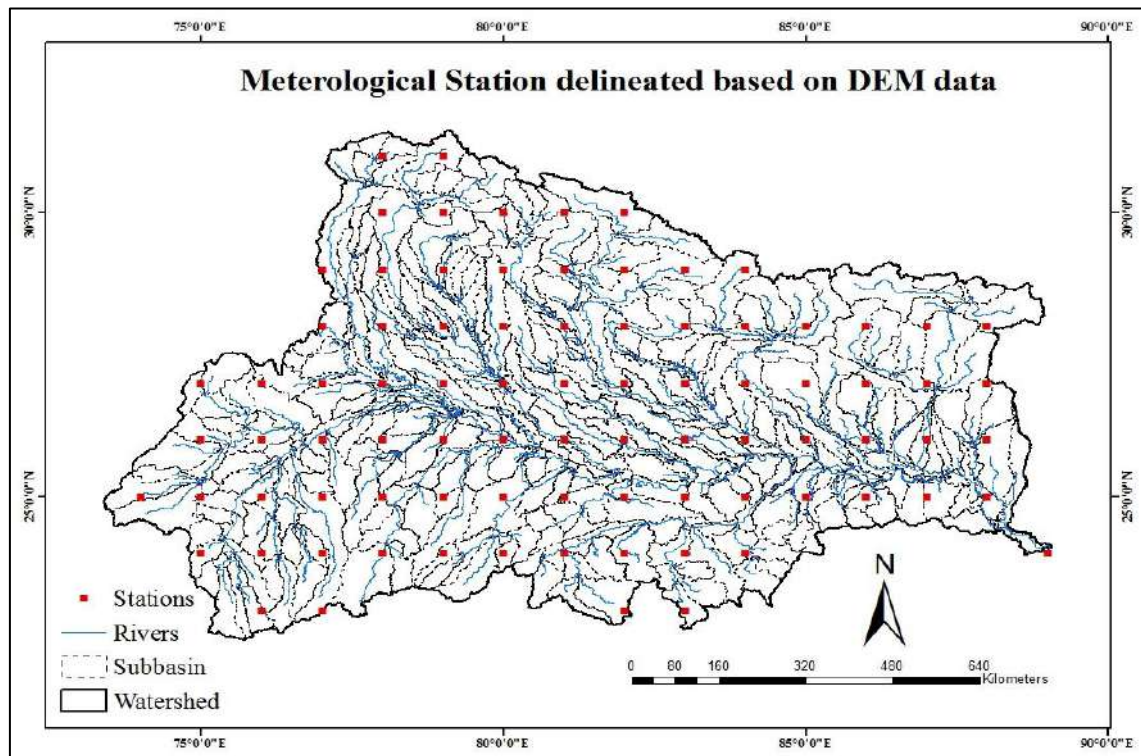 75°0'0"E 80°0'0"E 85°0'0"E 90°0'0"E
Meterological Station delineated based on DEM data
30°0'0"N 30°0'0"N
25°0'0"N 25°0'0"N
N
Stations
Rivers
Subbasin
Watershed
0 80 160 320 480 640
Kilometers
75°0'0"E 80°0'0"E 85°0'0"E 90°0'0"E